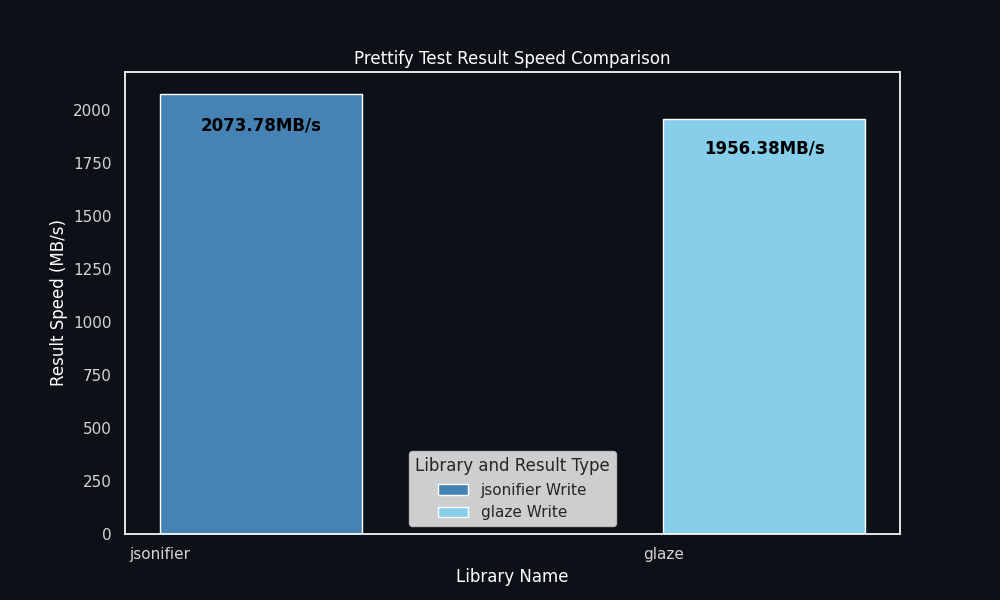 Prettify Test Result Speed Comparison
2000
1750
1500
1250
1000
750
500
250
0
Result Speed (MB/s)
2073.78MB/s
1956.38MB/s
Library and Result Type
jsonifier Write
glaze Write
jsonifier
glaze
Library Name